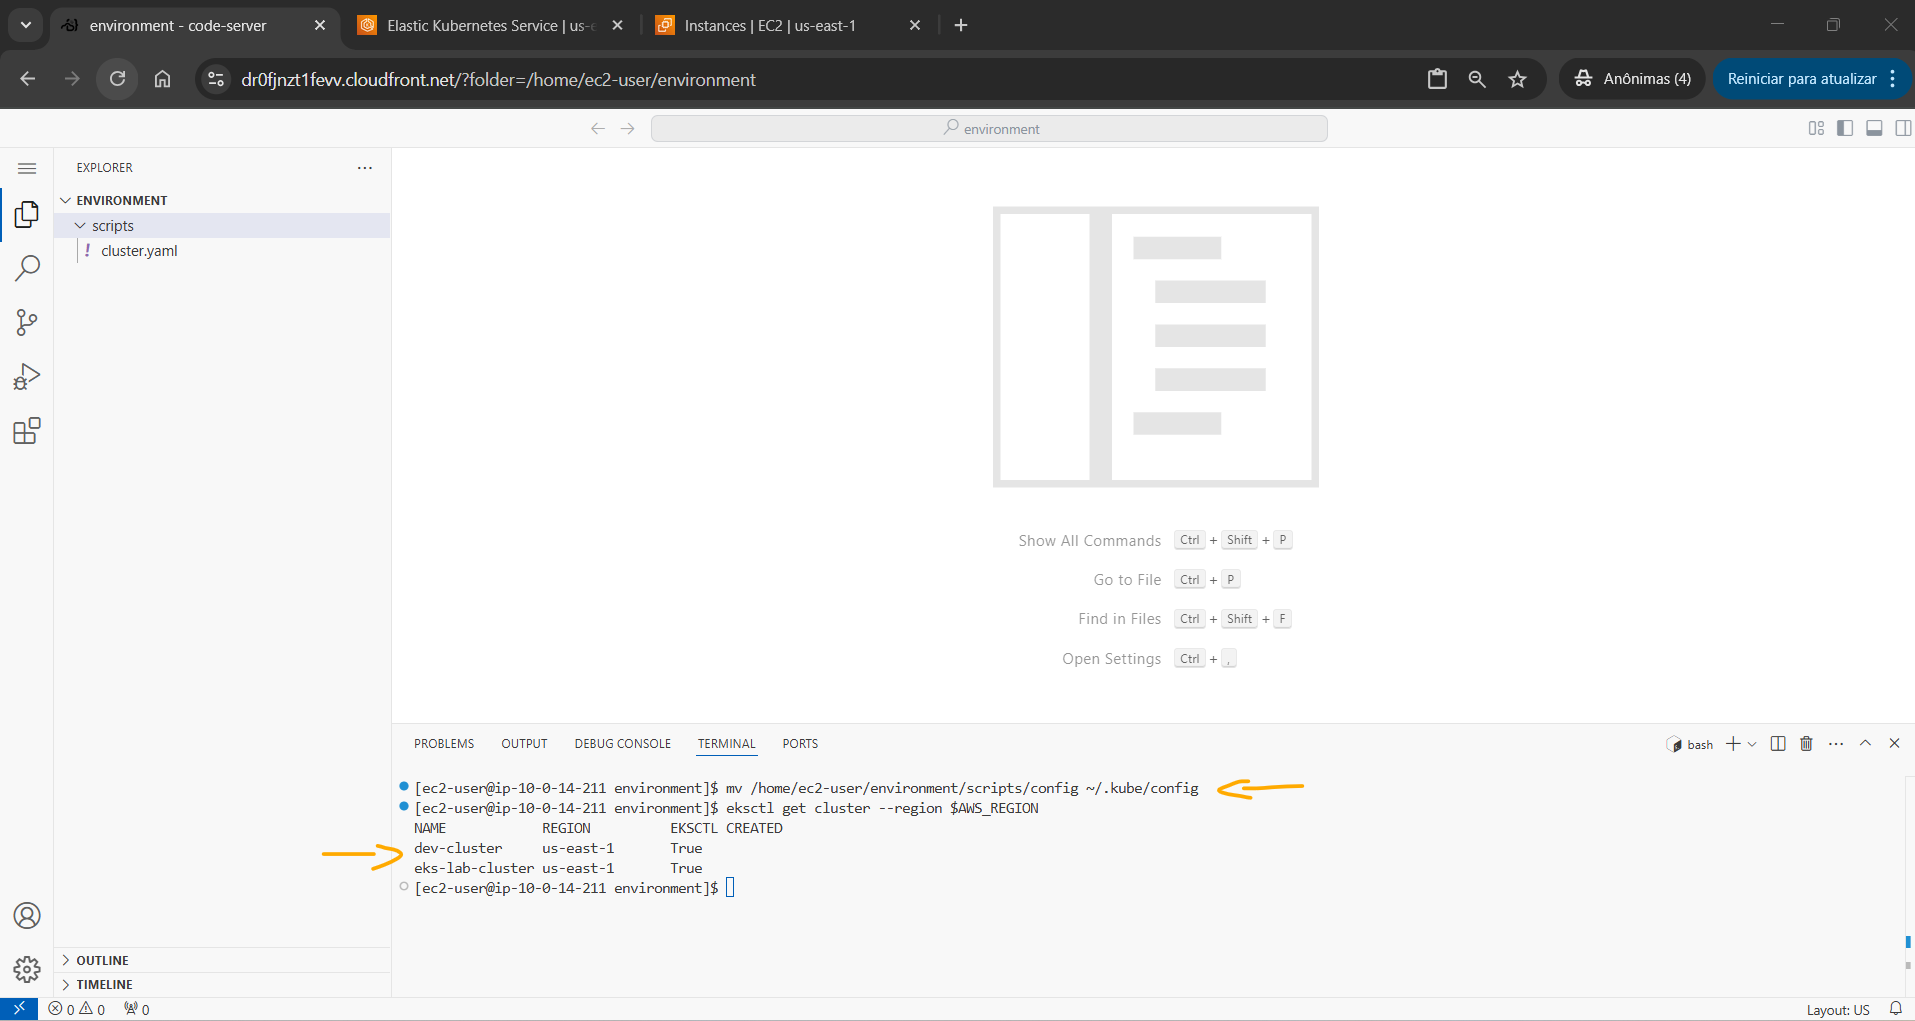 environment - code-server
Elastic Kubernetes Service | us-e
Instances | EC2 | us-east-1
dr0fjnzt1fevv.cloudfront.net/?folder=/home/ec2-user/environment
Anônimas (4)
Reiniciar para atualizar
environment
EXPLORER
ENVIRONMENT
scripts
! cluster.yaml
Show All Commands Ctrl + Shift + P
Go to File Ctrl + P
Find in Files Ctrl + Shift + F
Open Settings Ctrl + ,
PROBLEMS OUTPUT DEBUG CONSOLE TERMINAL PORTS
bash
[ec2-user@ip-10-0-14-211 environment]$ mv /home/ec2-user/environment/scripts/config ~/.kube/config
[ec2-user@ip-10-0-14-211 environment]$ eksctl get cluster --region $AWS_REGION
NAME REGION EKSCTL CREATED
dev-cluster us-east-1 True
eks-lab-cluster us-east-1 True
[ec2-user@ip-10-0-14-211 environment]$
OUTLINE
TIMELINE
0 0 0
Layout: US